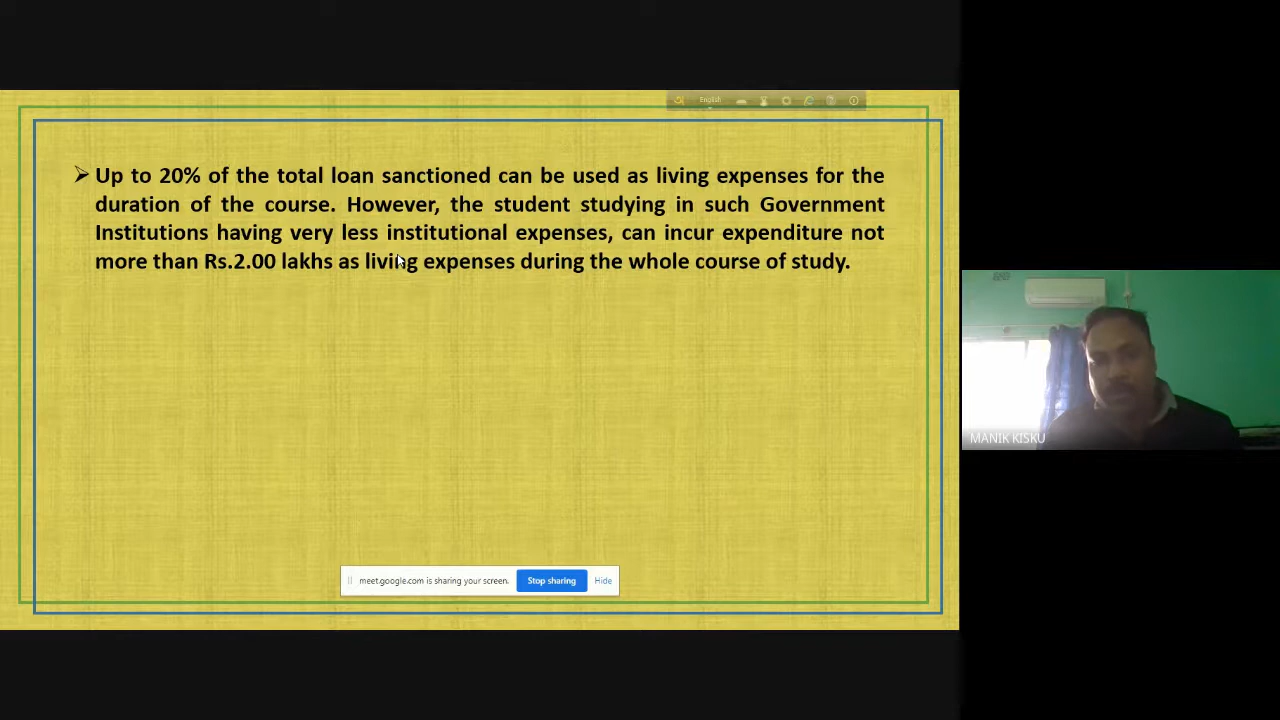 English
➢ Up to 20% of the total loan sanctioned can be used as living expenses for the
duration of the course. However, the student studying in such Government
Institutions having very less institutional expenses, can incur expenditure not
more than Rs.2.00 lakhs as living expenses during the whole course of study.
MANIK KISKU
meet.google.com is sharing your screen. Stop sharing Hide